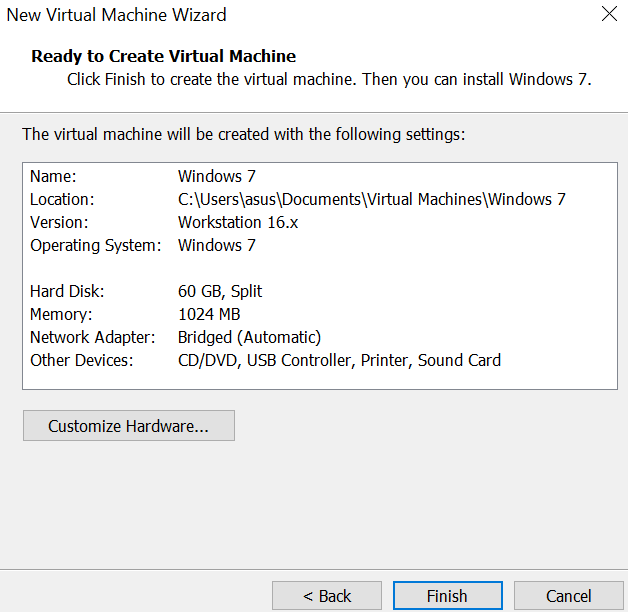 New Virtual Machine Wizard
Ready to Create Virtual Machine
Click Finish to create the virtual machine. Then you can install Windows 7.
The virtual machine will be created with the following settings:
Name: Windows 7
Location: C:\Users\asus\Documents\Virtual Machines\Windows 7
Version: Workstation 16.x
Operating System: Windows 7
Hard Disk: 60 GB, Split
Memory: 1024 MB
Network Adapter: Bridged (Automatic)
Other Devices: CD/DVD, USB Controller, Printer, Sound Card
Customize Hardware...
< Back Finish Cancel